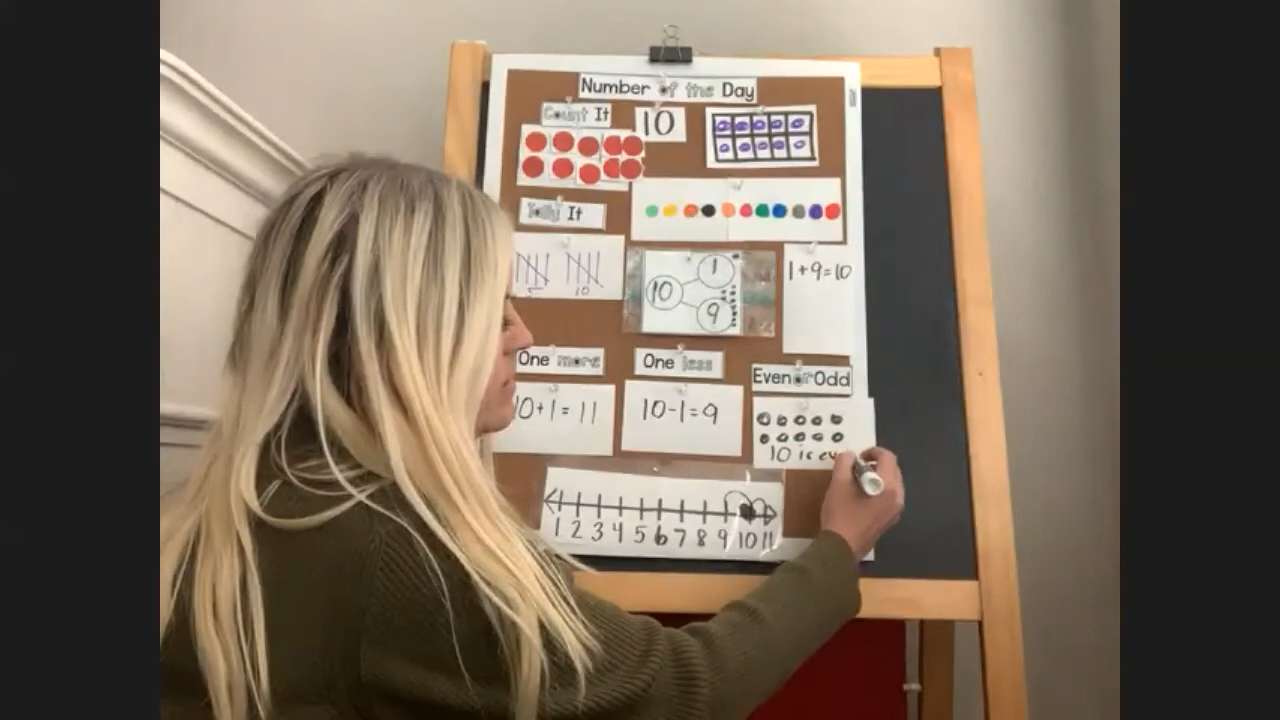 Number of the Day
Count It
10
Tally It
5 10
10 1 9
1+9=10
One more
One less
Even or Odd
10+1=11
10-1=9
10 is
1 2 3 4 5 6 7 8 9 10 11